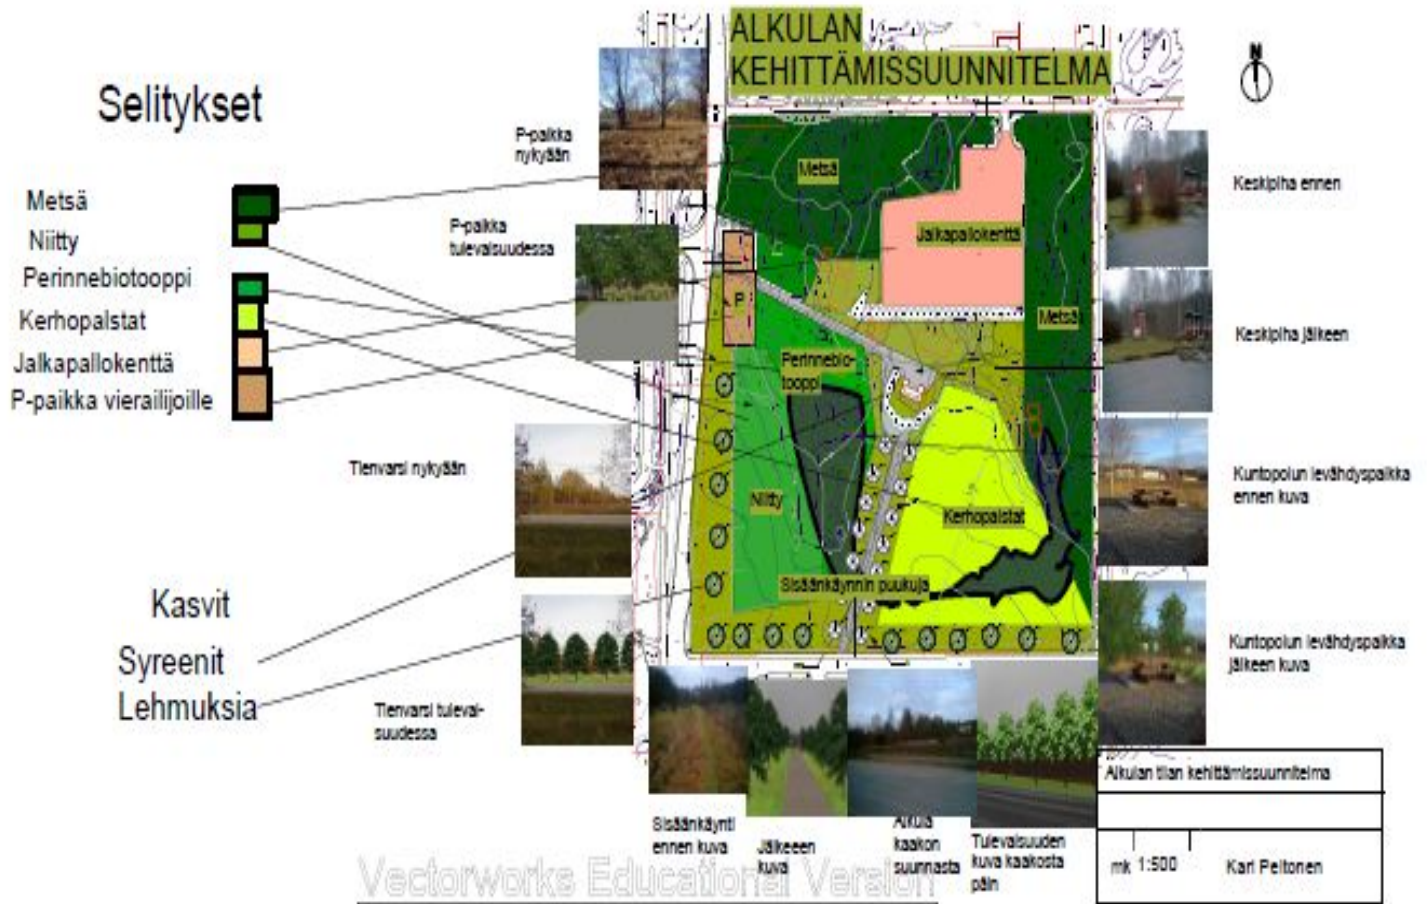 ALKULAN
KEHITTÄMISSUUNNITELMA
N
Selitykset
Metsä
Niitty
Perinnebiotooppi
Kerhopalstat
Jalkapallokenttä
P-paikka vierailijoille
P-paikka
nykyään
P-paikka
tulevaisuudessa
Tienvarsi nykyään
Kasvit
Syreenit
Lehmuksia
Tienvarsi tulevai-
suudessa
Metsä
Jalkapallokenttä
P
Metsä
Perinnebio-
tooppi
Niitty
Kerhopalstat
Sisäänkäynnin puukuja
Keskipiha ennen
Keskipiha jälkeen
Kuntopolun levähdyspaikka
ennen kuva
Kuntopolun levähdyspaikka
jälkeen kuva
Sisäänkäynti
ennen kuva
Jälkeeen
kuva
Alkula
kaakon
suunnasta
Tulevaisuuden
kuva kaakosta
päin
Alkulan tilan kehittämissuunnitelma
mk 1:500
Kari Peltonen
Vectorworks Educational Version